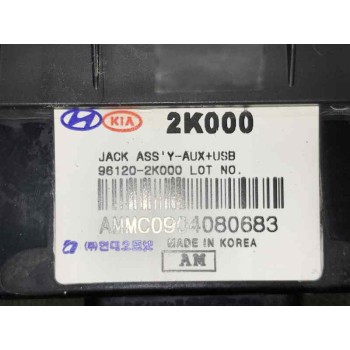 KIA 2K000
JACK ASS'Y-AUX+USB
96120-2K000 LOT NO.
AMMC0904080683
MADE IN KOREA
AM